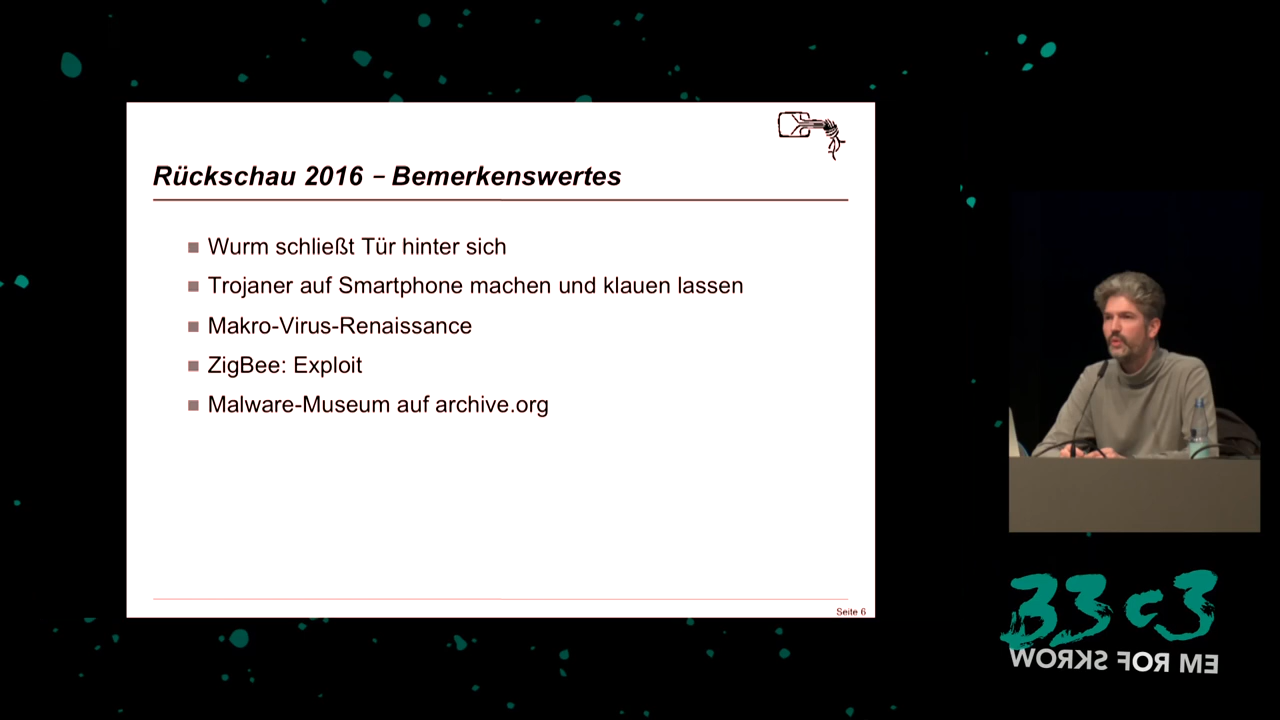 Rückschau 2016 – Bemerkenswertes
Wurm schließt Tür hinter sich
Trojaner auf Smartphone machen und klauen lassen
Makro-Virus-Renaissance
ZigBee: Exploit
Malware-Museum auf archive.org
Seite 6
33c3
WORKS FOR ME